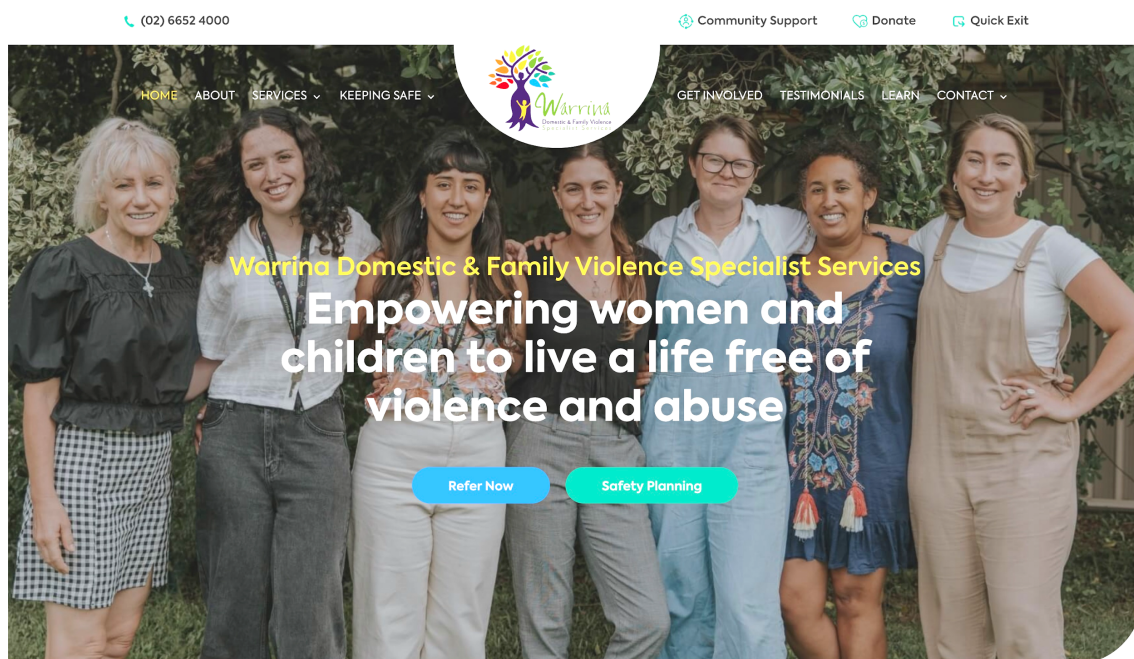 (02) 6652 4000
Community Support
Donate
Quick Exit
HOME
ABOUT
SERVICES
KEEPING SAFE
Warrina
Domestic & Family Violence
Specialist Services
GET INVOLVED
TESTIMONIALS
LEARN
CONTACT
Warrina Domestic & Family Violence Specialist Services
Empowering women and
children to live a life free of
violence and abuse
Refer Now
Safety Planning